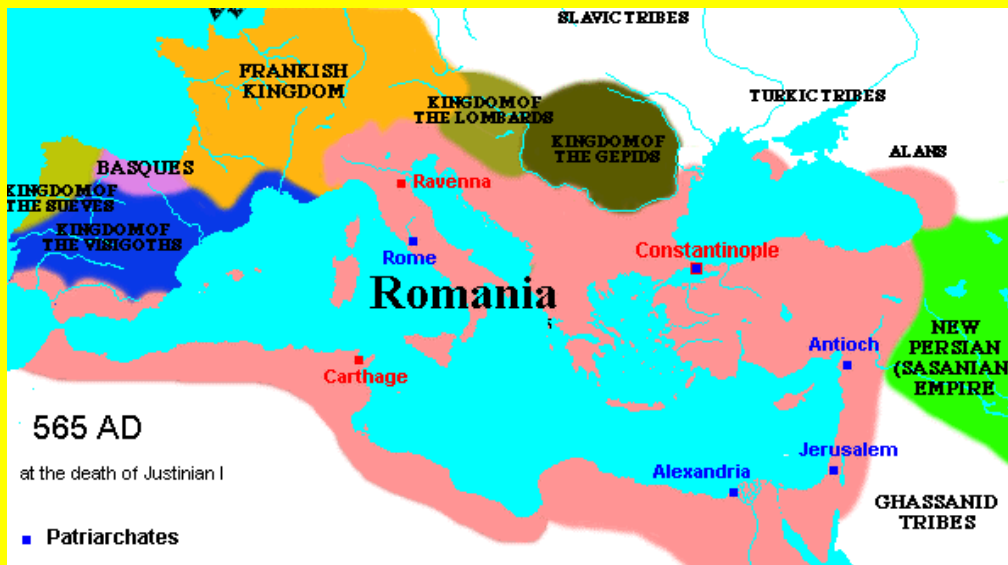 SLAVIC TRIBES
FRANKISH
KINGDOM
TURKIC TRIBES
KINGDOM OF
THE LOMBARDS
KINGDOM OF
THE GEPIDS
ALANS
BASQUES
KINGDOM OF
THE SUEVES
Ravenna
KINGDOM OF
THE VISIGOTHS
Rome
Constantinople
Romania
NEW
PERSIAN
(SASANIAN
EMPIRE
Antioch
Carthage
565 AD
at the death of Justinian I
Jerusalem
Alexandria
GHASSANID
TRIBES
Patriarchates